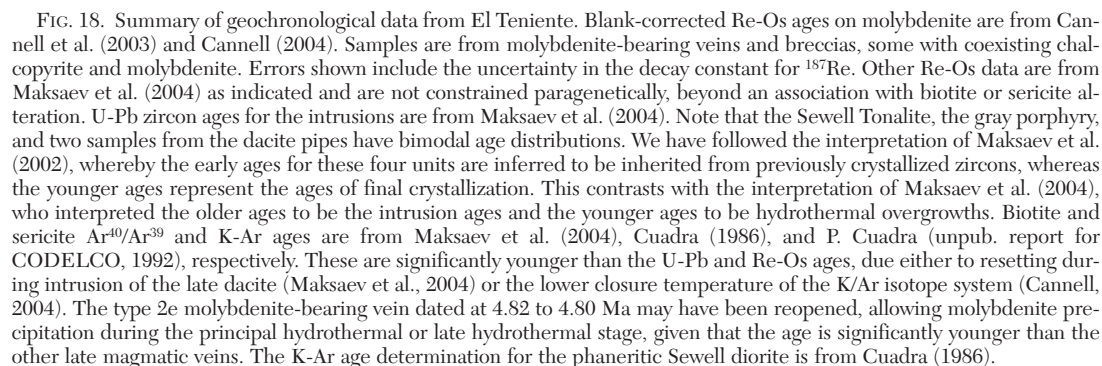 FIG. 18. Summary of geochronological data from El Teniente. Blank-corrected Re-Os ages on molybdenite are from Can-
nell et al. (2003) and Cannell (2004). Samples are from molybdenite-bearing veins and breccias, some with coexisting chal-
copyrite and molybdenite. Errors shown include the uncertainty in the decay constant for ¹⁸⁷Re. Other Re-Os data are from
Maksaev et al. (2004) as indicated and are not constrained paragenetically, beyond an association with biotite or sericite al-
teration. U-Pb zircon ages for the intrusions are from Maksaev et al. (2004). Note that the Sewell Tonalite, the gray porphyry,
and two samples from the dacite pipes have bimodal age distributions. We have followed the interpretation of Maksaev et al.
(2002), whereby the early ages for these four units are inferred to be inherited from previously crystallized zircons, whereas
the younger ages represent the ages of final crystallization. This contrasts with the interpretation of Maksaev et al. (2004),
who interpreted the older ages to be the intrusion ages and the younger ages to be hydrothermal overgrowths. Biotite and
sericite Ar⁴⁰/Ar³⁹ and K-Ar ages are from Maksaev et al. (2004), Cuadra (1986), and P. Cuadra (unpub. report for
CODELCO, 1992), respectively. These are significantly younger than the U-Pb and Re-Os ages, due either to resetting dur-
ing intrusion of the late dacite (Maksaev et al., 2004) or the lower closure temperature of the K/Ar isotope system (Cannell,
2004). The type 2e molybdenite-bearing vein dated at 4.82 to 4.80 Ma may have been reopened, allowing molybdenite pre-
cipitation during the principal hydrothermal or late hydrothermal stage, given that the age is significantly younger than the
other late magmatic veins. The K-Ar age determination for the phaneritic Sewell diorite is from Cuadra (1986).